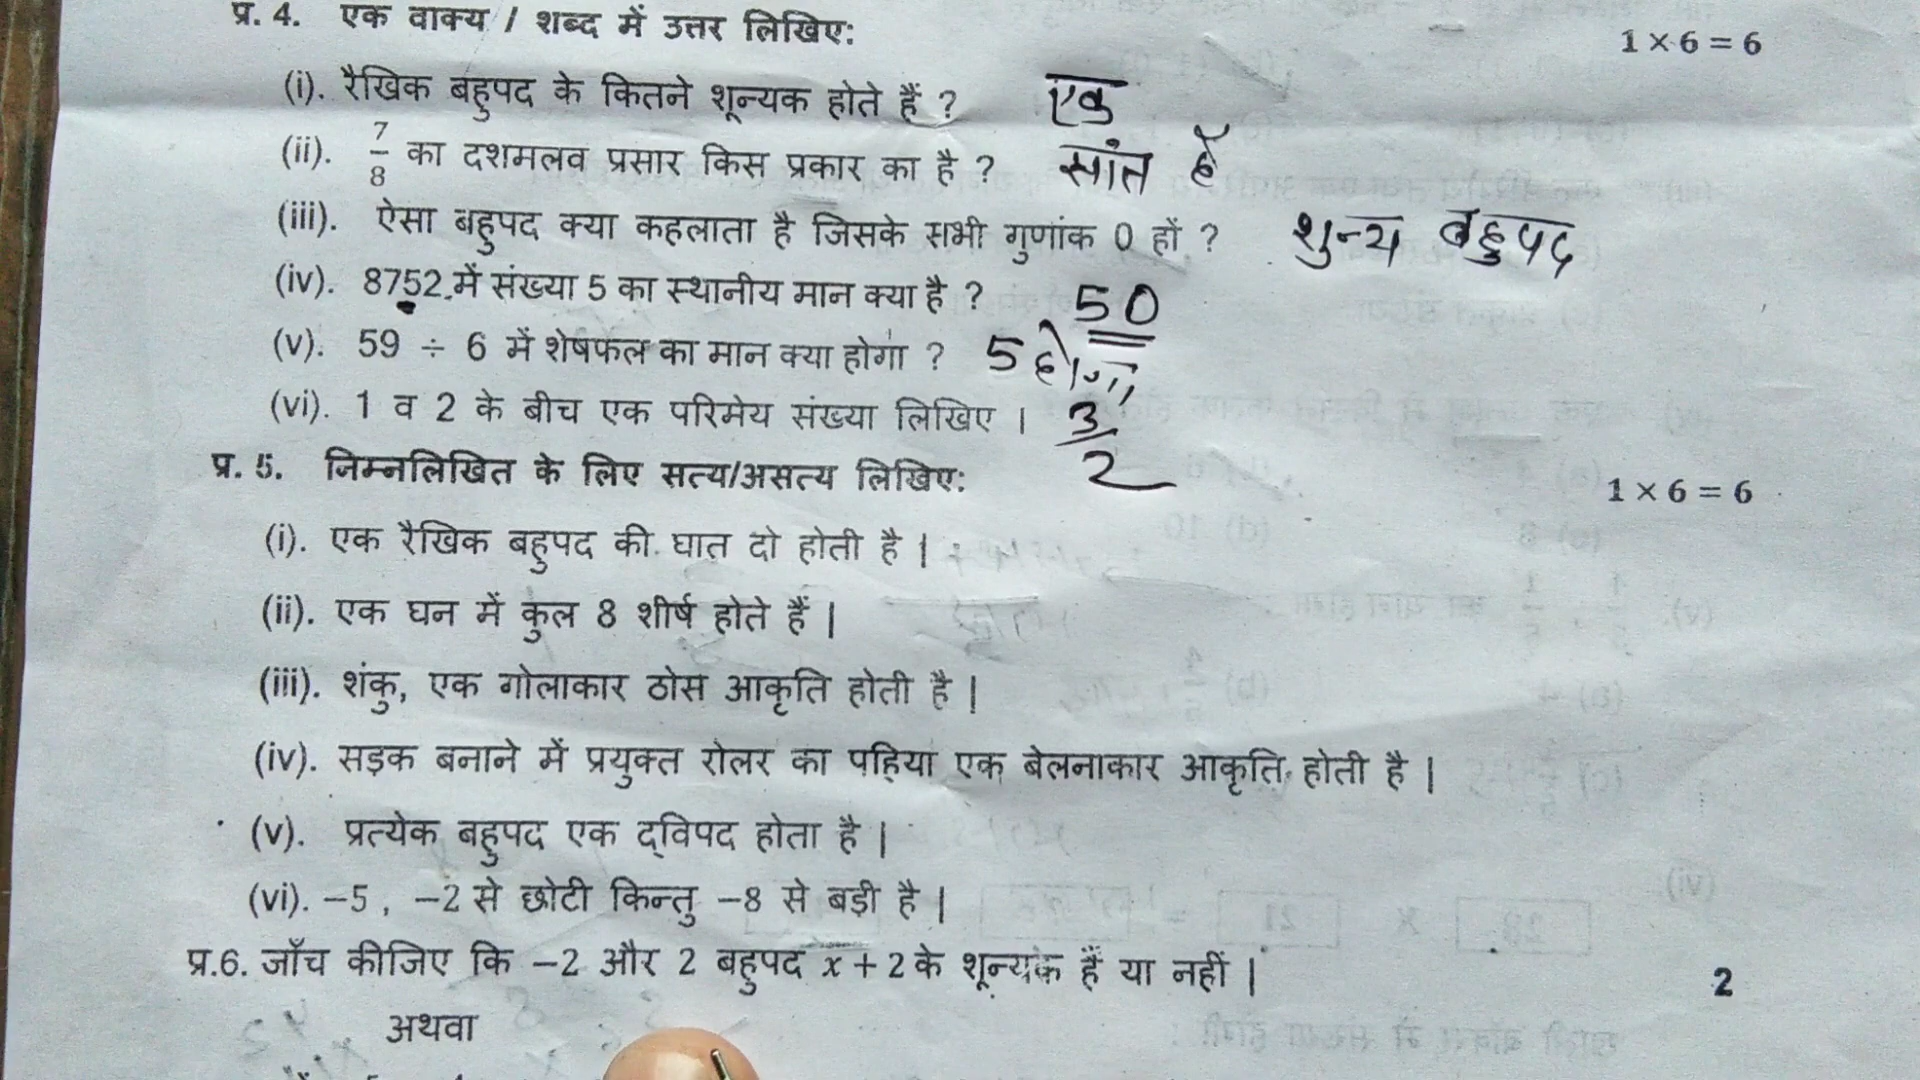 प्र. 4. एक वाक्य / शब्द में उत्तर लिखिए: 1 × 6 = 6
(i). रैखिक बहुपद के कितने शून्यक होते हैं ? एक
(ii). 7/8 का दशमलव प्रसार किस प्रकार का है ? सांत है
(iii). ऐसा बहुपद क्या कहलाता है जिसके सभी गुणांक 0 हों ? शुन्य बहुपद
(iv). 8752 में संख्या 5 का स्थानीय मान क्या है ? 50
(v). 59 ÷ 6 में शेषफल का मान क्या होगा ? 5 होगा
(vi). 1 व 2 के बीच एक परिमेय संख्या लिखिए । 3/2
प्र. 5. निम्नलिखित के लिए सत्य/असत्य लिखिए: 1 × 6 = 6
(i). एक रैखिक बहुपद की घात दो होती है |
(ii). एक घन में कुल 8 शीर्ष होते हैं |
(iii). शंकु, एक गोलाकार ठोस आकृति होती है |
(iv). सड़क बनाने में प्रयुक्त रोलर का पहिया एक बेलनाकार आकृति होती है |
(v). प्रत्येक बहुपद एक द्विपद होता है |
(vi). –5 , –2 से छोटी किन्तु –8 से बड़ी है |
प्र.6. जाँच कीजिए कि –2 और 2 बहुपद x + 2 के शून्यक हैं या नहीं | 2
अथवा